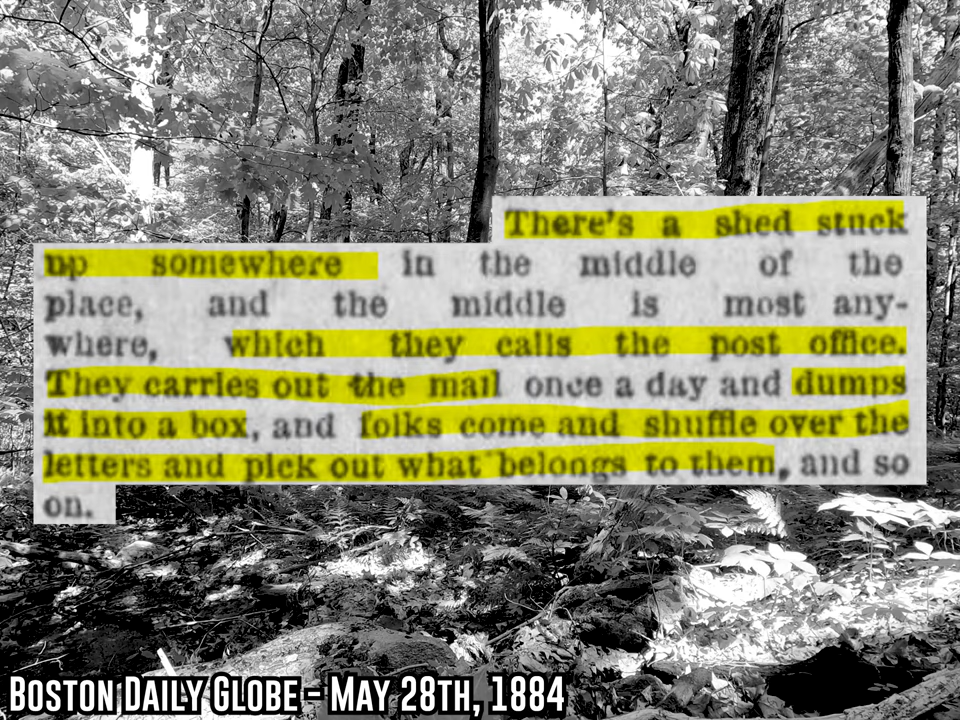 There's a shed stuck
up somewhere in the middle of the
place, and the middle is most any-
where, which they calls the post office.
They carries out the mail once a day and dumps
it into a box, and folks come and shuffle over the
letters and pick out what belongs to them, and so
on.
BOSTON DAILY GLOBE - MAY 28TH, 1884